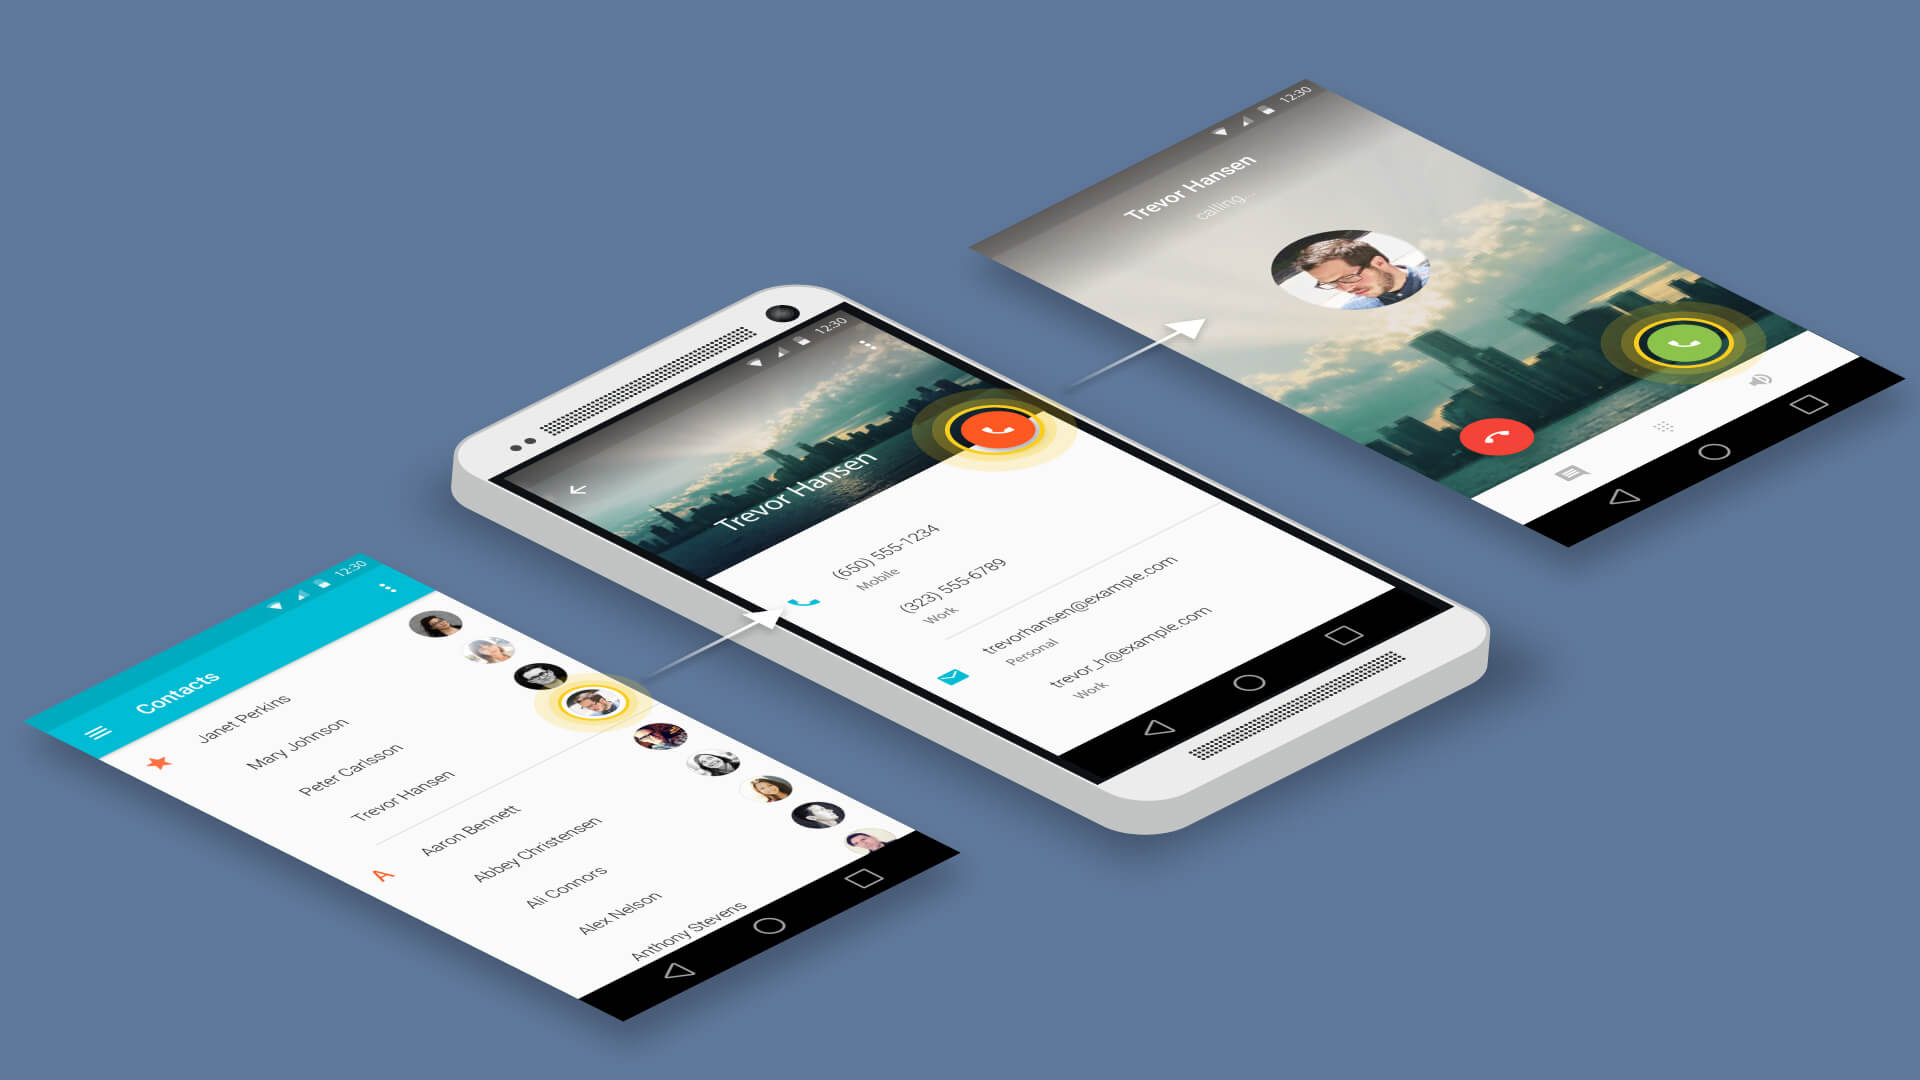 12:30
Contacts
Janet Perkins
Mary Johnson
Peter Carlsson
Trevor Hansen
A
Aaron Bennett
Abbey Christensen
Ali Connors
Alex Nelson
Anthony Stevens
12:30
Trevor Hansen
(650) 555-1234
Mobile
(323) 555-6789
Work
trevorhansen@example.com
Personal
trevor_h@example.com
Work
12:30
Trevor Hansen
calling...